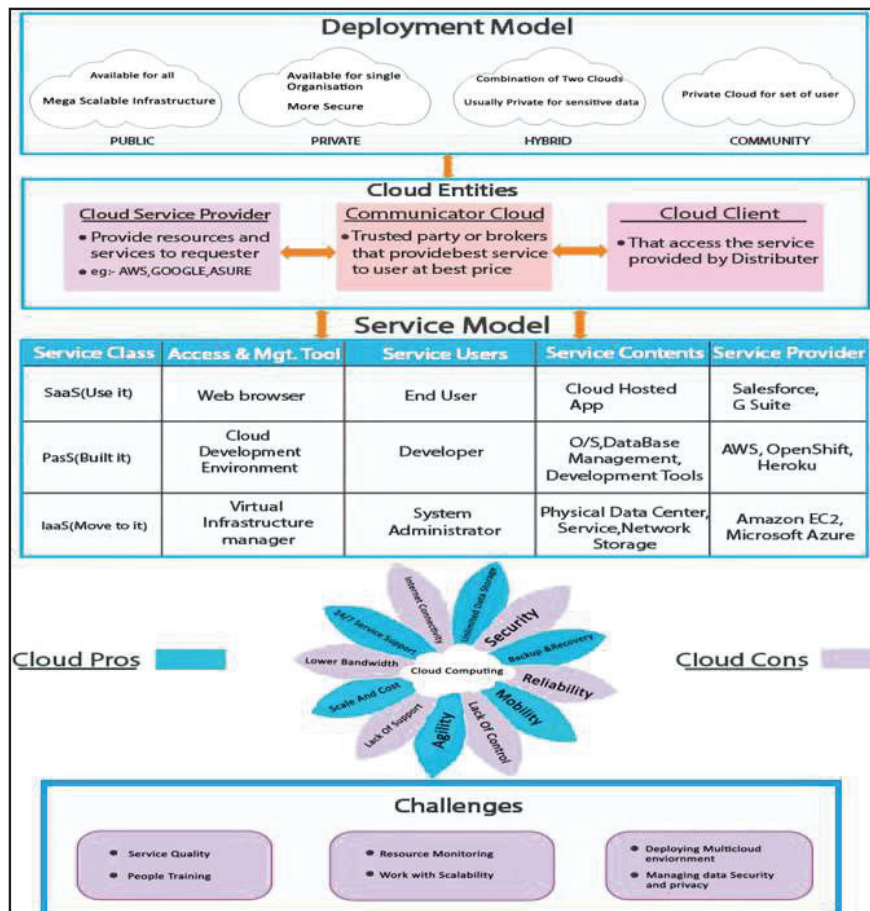 Deployment Model
Available for all
Mega Scalable Infrastructure
PUBLIC
Available for single
Organisation
More Secure
PRIVATE
Combination of Two Clouds
Usually Private for sensitive data
HYBRID
Private Cloud for set of user
COMMUNITY
Cloud Entities
Cloud Service Provider
• Provide resources and
services to requester
• eg:- AWS,GOOGLE,ASURE
Communicator Cloud
• Trusted party or brokers
that providebest service
to user at best price
Cloud Client
• That access the service
provided by Distributer
Service Model
Service Class
Access & Mgt. Tool
Service Users
Service Contents
Service Provider
SaaS(Use it)
Web browser
End User
Cloud Hosted
App
Salesforce,
G Suite
PasS(Built it)
Cloud
Development
Environment
Developer
O/S,DataBase
Management,
Development Tools
AWS, OpenShift,
Heroku
IaaS(Move to it)
Virtual
Infrastructure
manager
System
Administrator
Physical Data Center,
Service,Network
Storage
Amazon EC2,
Microsoft Azure
Cloud Pros
Cloud Cons
Cloud Computing
Unlimited Data Storage
Security
Backup &Recovery
Reliability
Mobility
Lack Of Control
Agility
Lack Of Support
Scale And Cost
Lower Bandwidth
24/7 Service Support
Internet Connectivity
Challenges
• Service Quality
• People Training
• Resource Monitoring
• Work with Scalability
• Deploying Multicloud
enviornment
• Managing data Security
and privacy